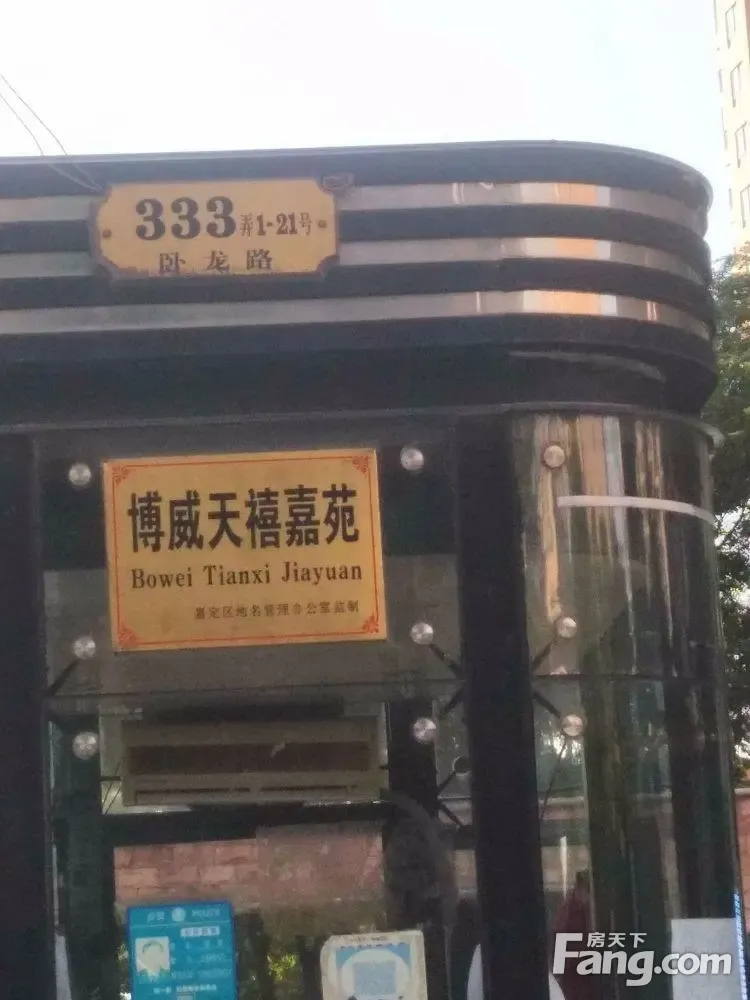 333弄1-21号
卧龙路
博威天禧嘉苑
Bowei Tianxi Jiayuan
嘉定区地名管理办公室监制
房天下
Fang.com